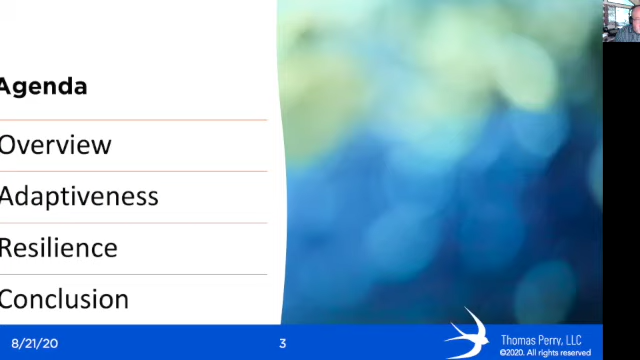 Agenda
Overview
Adaptiveness
Resilience
Conclusion
8/21/20
3
Thomas Perry, LLC
©2020. All rights reserved